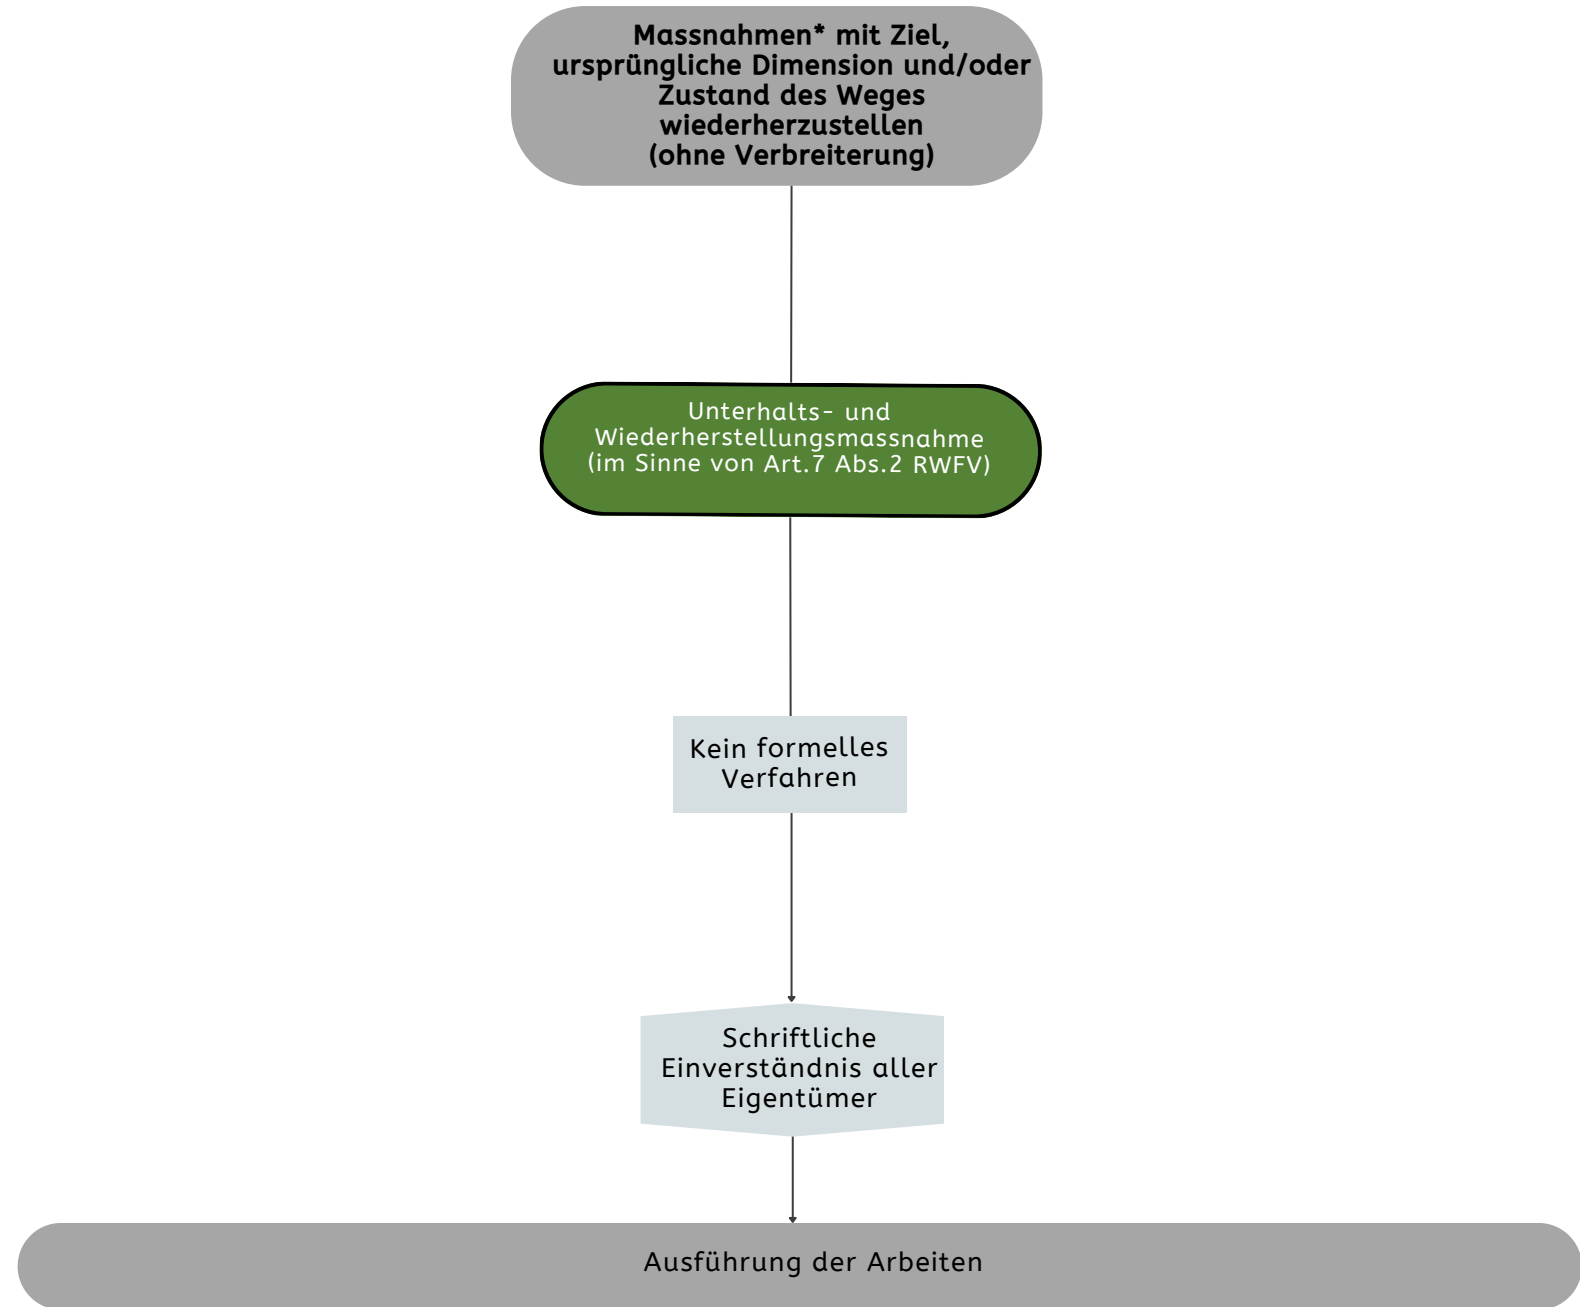 Massnahmen* mit Ziel,
ursprüngliche Dimension und/oder
Zustand des Weges
wiederherzustellen
(ohne Verbreiterung)
Unterhalts- und
Wiederherstellungsmassnahme
(im Sinne von Art.7 Abs.2 RWFV)
Kein formelles
Verfahren
Schriftliche
Einverständnis aller
Eigentümer
Ausführung der Arbeiten